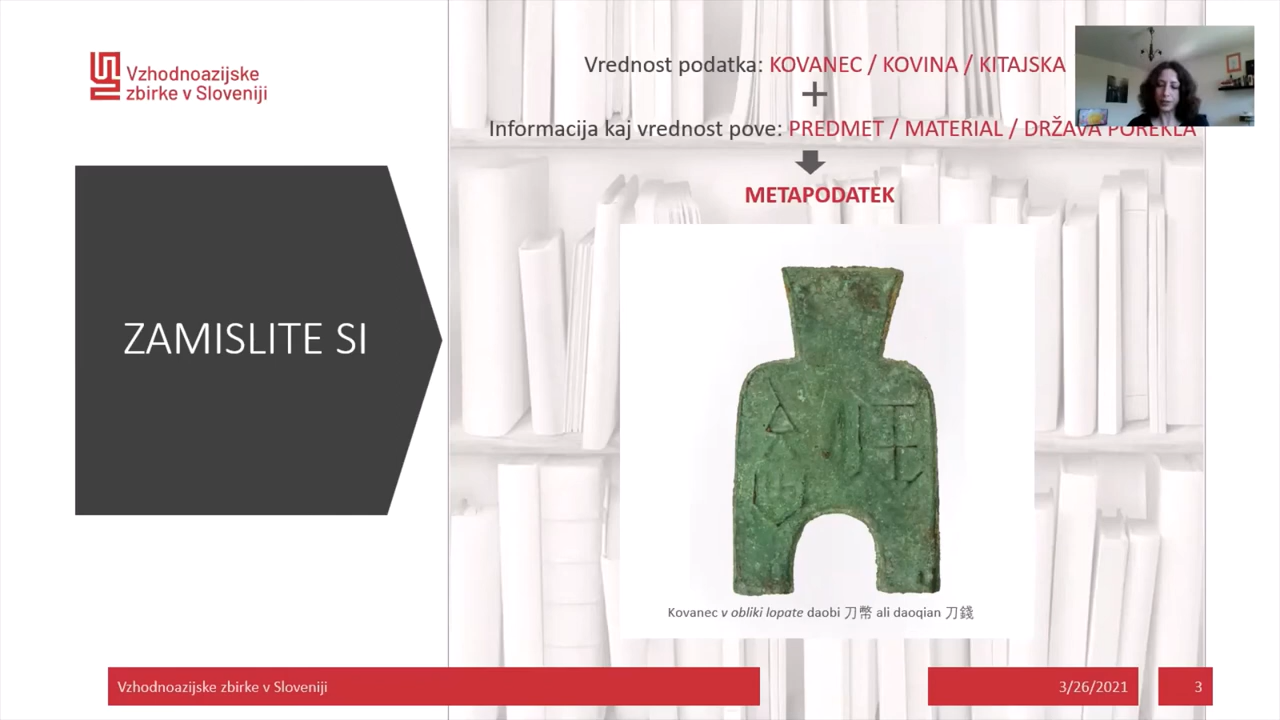 Vzhodnoazijske
zbirke v Sloveniji
ZAMISLITE SI
Vrednost podatka: KOVANEC / KOVINA / KITAJSKA
+
Informacija kaj vrednost pove: PREDMET / MATERIAL / DRŽAVA POREKLA
METAPODATEK
Kovanec v obliki lopate daobi 刀幣 ali daoqian 刀錢
Vzhodnoazijske zbirke v Sloveniji
3/26/2021
3